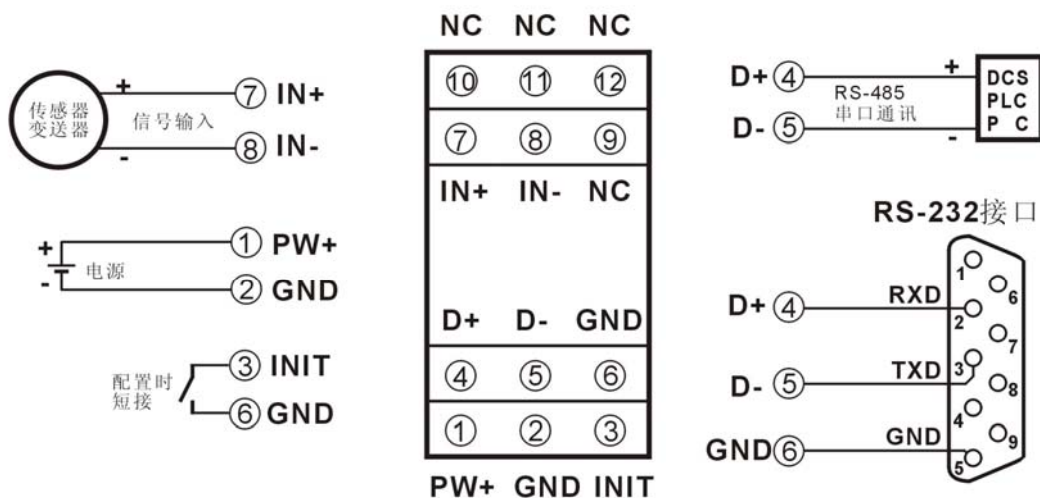 传感器
变送器
+
信号输入
-
⑦ IN+
⑧ IN-
+
电源
-
① PW+
② GND
配置时
短接
③ INIT
⑥ GND
NC NC NC
⑩ ⑪ ⑫
⑦ ⑧ ⑨
IN+ IN- NC
D+ D- GND
④ ⑤ ⑥
① ② ③
PW+ GND INIT
D+ ④
D- ⑤
+
RS-485
串口通讯
-
DCS
PLC
P C
RS-232接口
D+ ④ RXD
D- ⑤ TXD
GND ⑥ GND
1
6
2
7
3
8
4
9
5